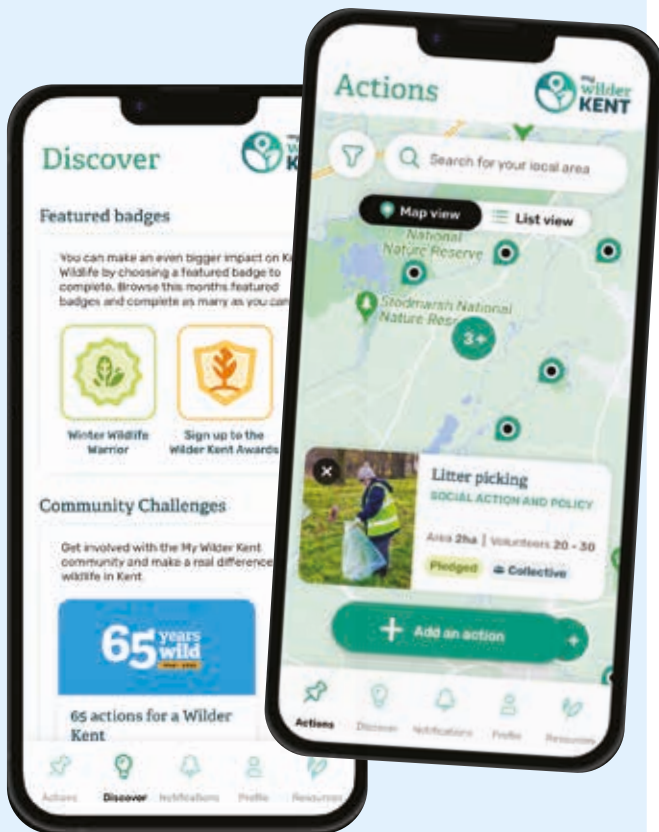 Discover
Featured badges
You can make an even bigger impact on K
Wildlife by choosing a featured badge to
complete. Browse this months featured
badges and complete as many as you can
Winter Wildlife
Warrior
Sign up to the
Wilder Kent Awards
Community Challenges
Get involved with the My Wilder Kent
community and make a real difference
wildlife in Kent
65 years
wild
65 actions for a Wilder
Kent
Actions
Discover
Notifications
Profile
Resources
Actions
my
wilder
KENT
Search for your local area
Map view
List view
National
Nature Reserve
Stodmarsh National
Nature Res
3+
Litter picking
SOCIAL ACTION AND POLICY
Area 2ha | Volunteers 20 - 30
Pledged
Collective
+ Add an action
+
Actions
Discover
Notifications
Profile
Resources